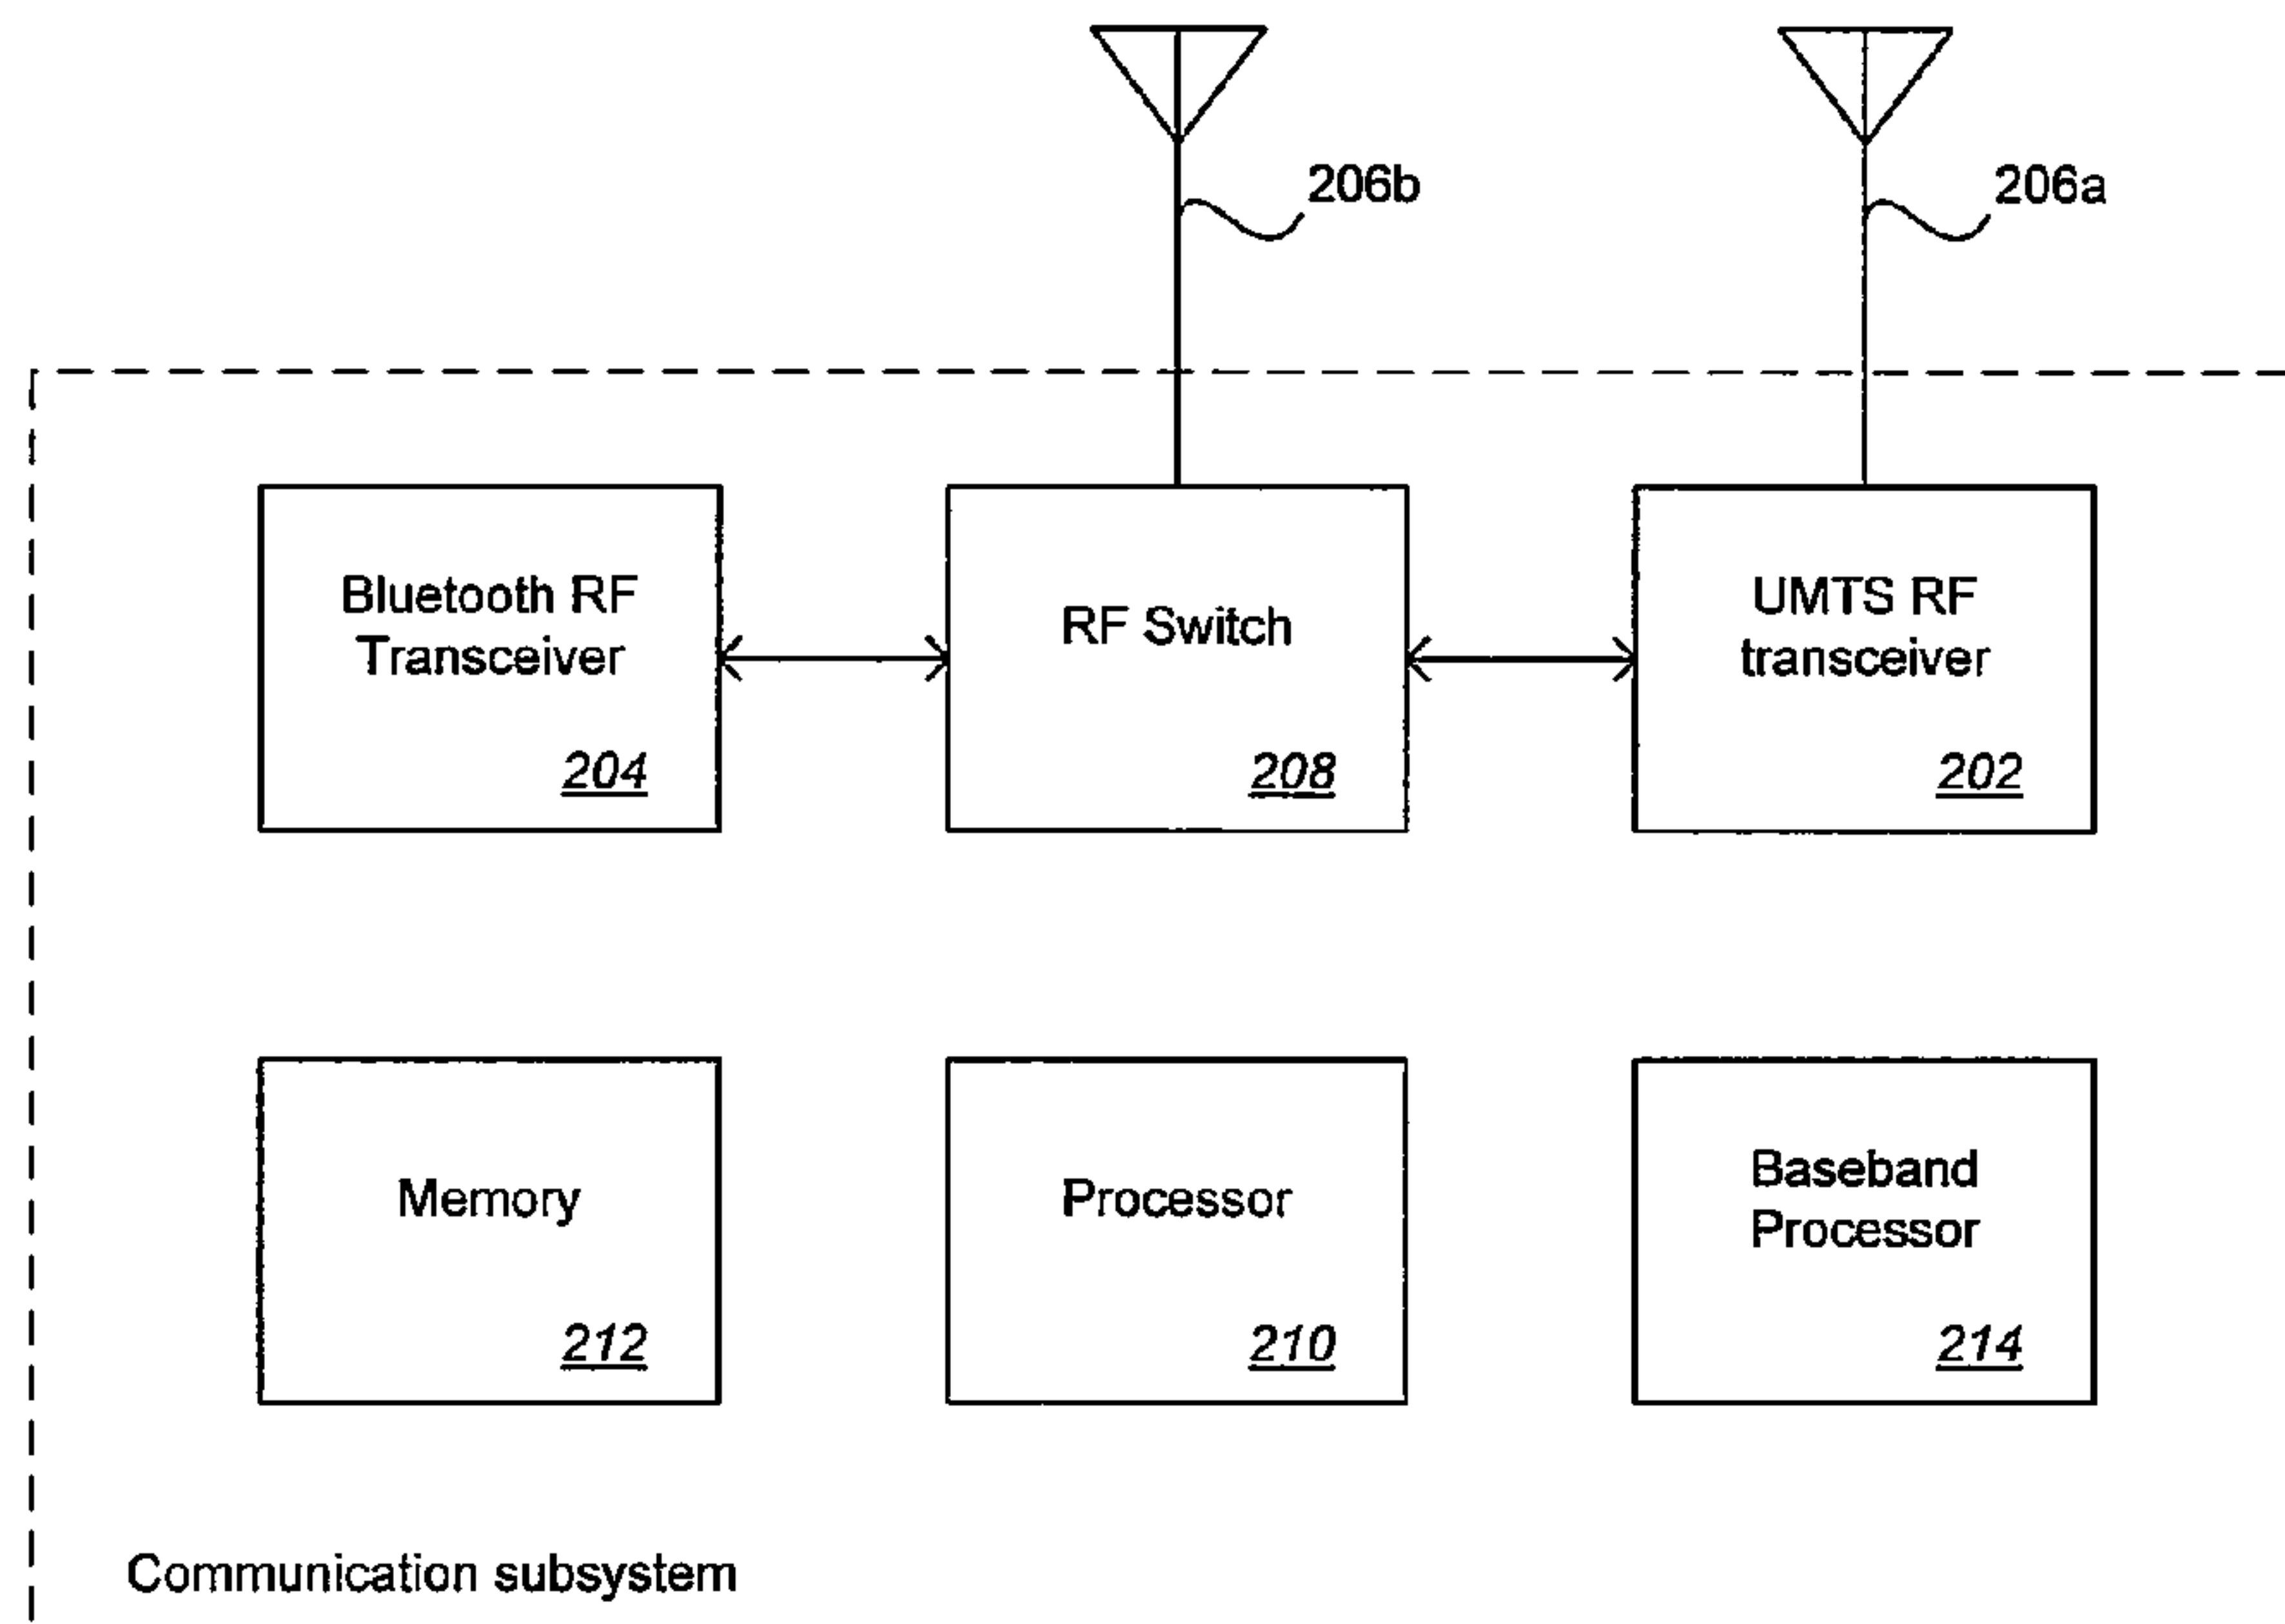 206b
206a
Bluetooth RF
Transceiver
204
RF Switch
208
UMTS RF
transceiver
202
Memory
212
Processor
210
Baseband
Processor
214
Communication subsystem